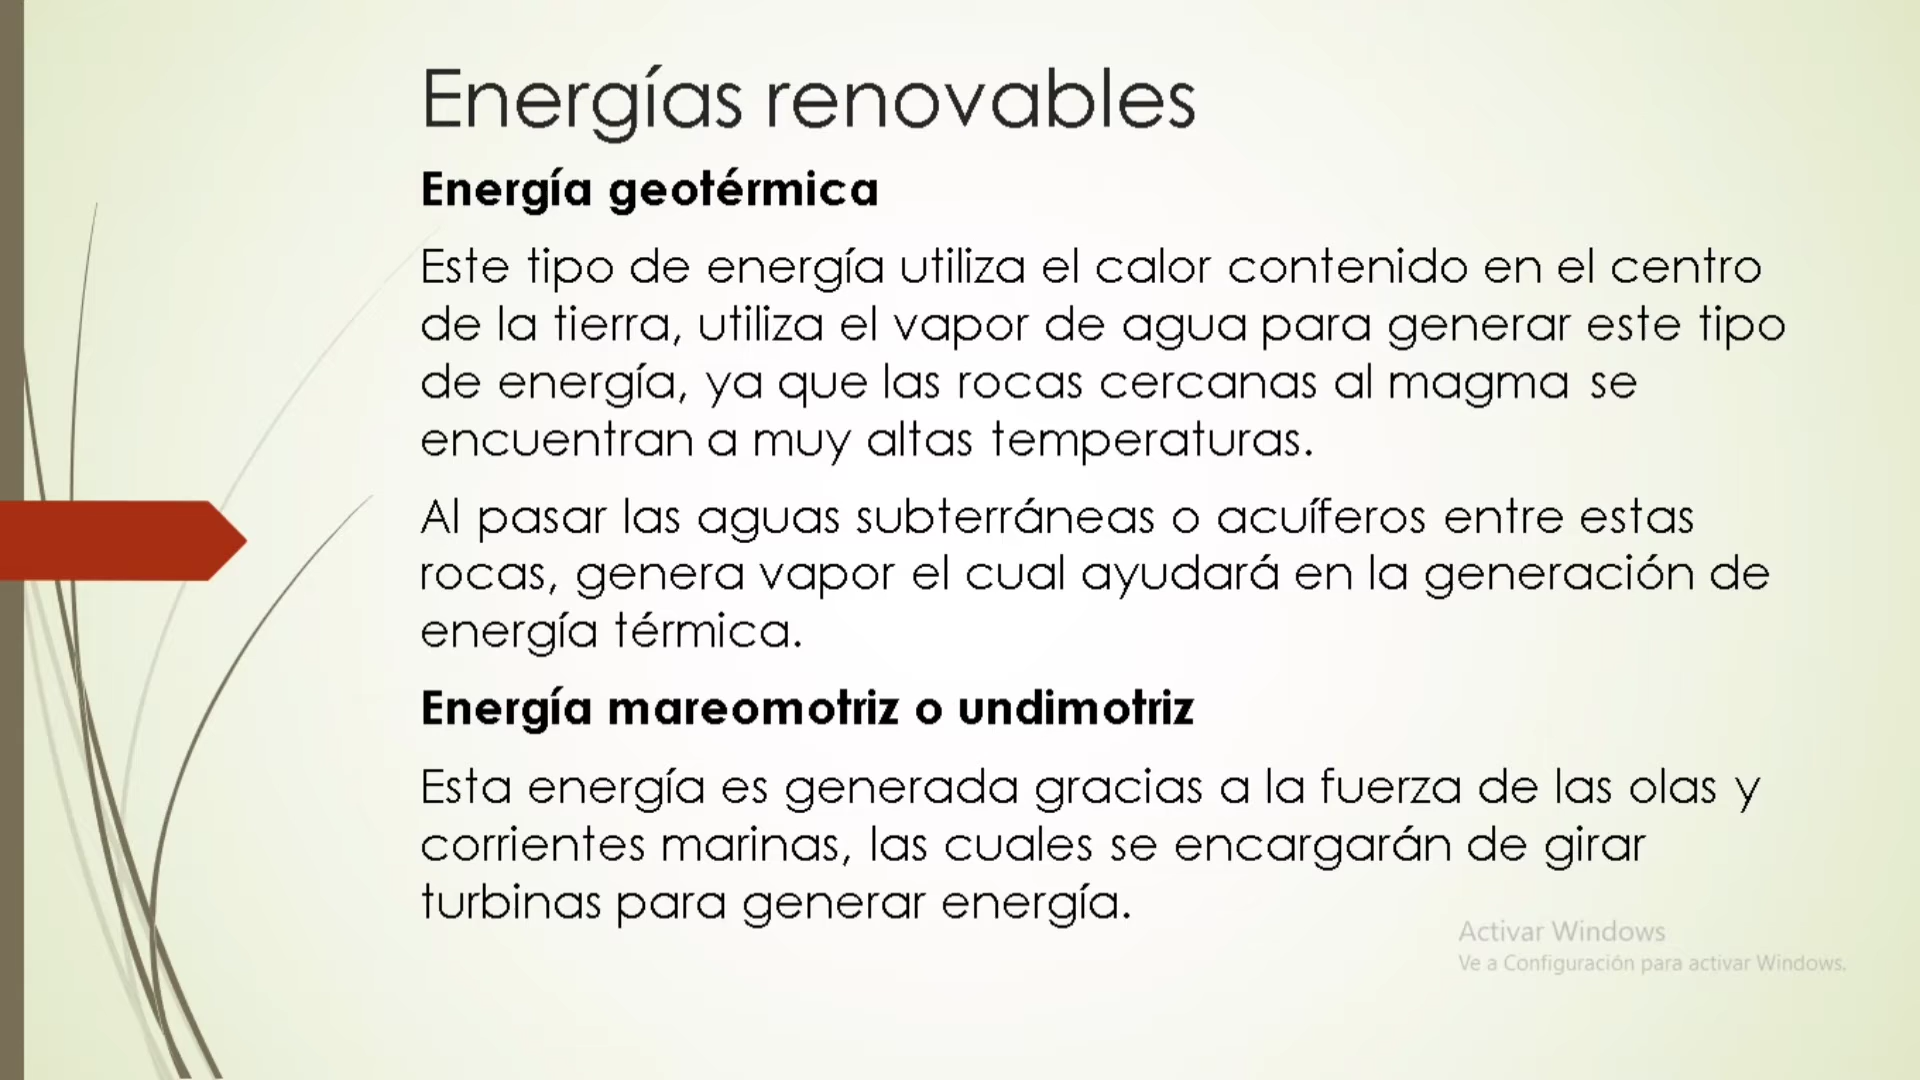 Energías renovables
Energía geotérmica
Este tipo de energía utiliza el calor contenido en el centro
de la tierra, utiliza el vapor de agua para generar este tipo
de energía, ya que las rocas cercanas al magma se
encuentran a muy altas temperaturas.
Al pasar las aguas subterráneas o acuíferos entre estas
rocas, genera vapor el cual ayudará en la generación de
energía térmica.
Energía mareomotriz o undimotriz
Esta energía es generada gracias a la fuerza de las olas y
corrientes marinas, las cuales se encargarán de girar
turbinas para generar energía.
Activar Windows
Ve a Configuración para activar Windows.